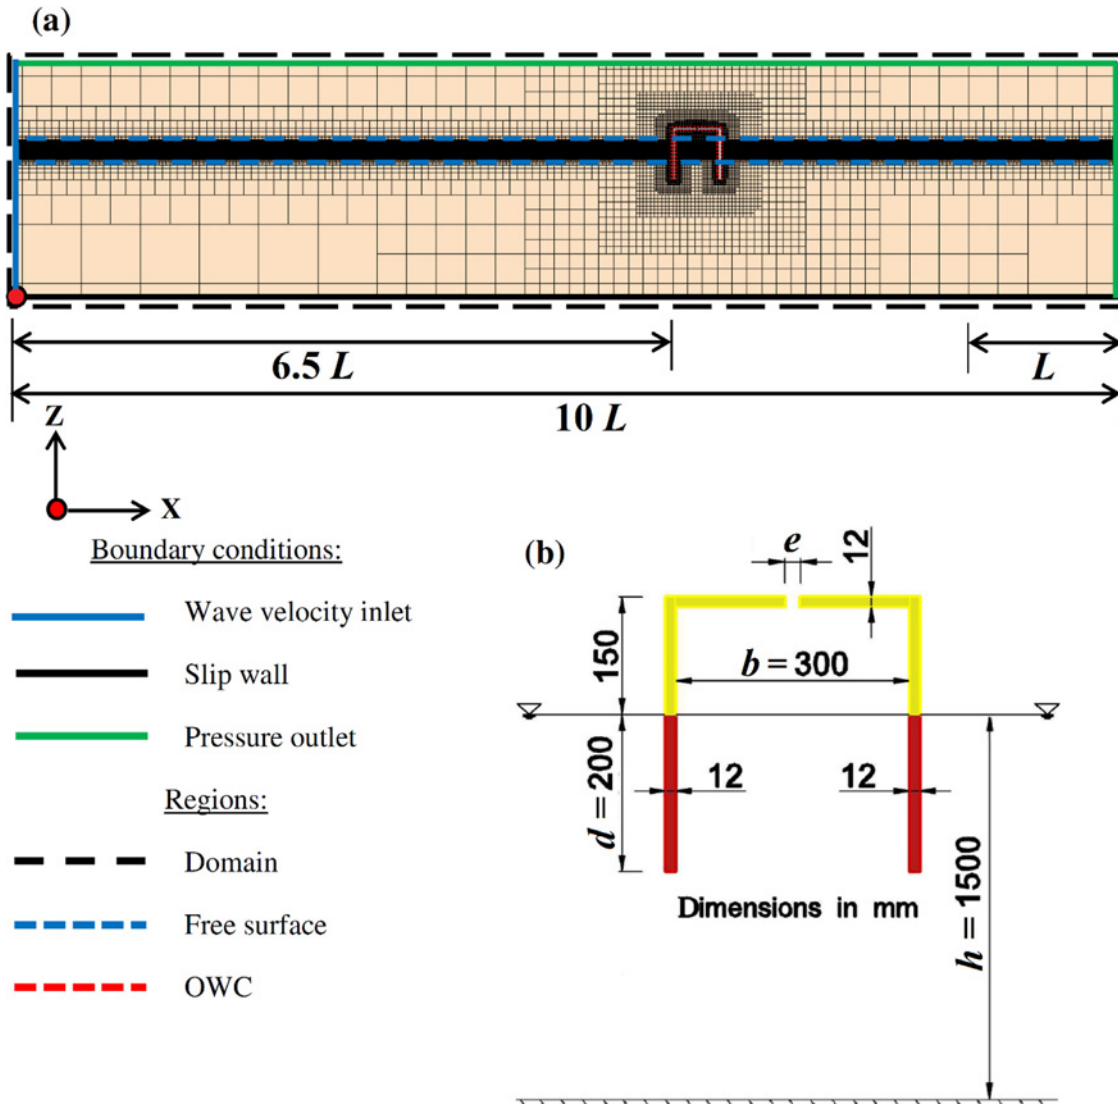 (a)
6.5 L
L
10 L
Z
X
Boundary conditions:
Wave velocity inlet
Slip wall
Pressure outlet
Regions:
Domain
Free surface
OWC
(b)
e
12
150
b = 300
d = 200
12
12
h = 1500
Dimensions in mm